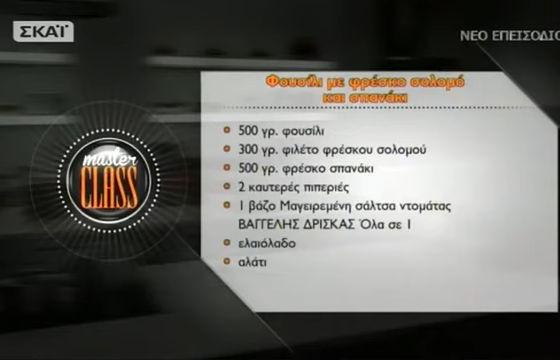 ΣΚΑΪ
ΝΕΟ ΕΠΕΙΣΟΔΙΟ
Φουσίλι με φρέσκο σολομό
και σπανάκι
500 γρ. φουσίλι
300 γρ. φιλέτο φρέσκου σολομού
500 γρ. φρέσκο σπανάκι
2 καυτερές πιπεριές
1 βάζο Μαγειρεμένη σάλτσα ντομάτας
ΒΑΓΓΕΛΗΣ ΔΡΙΣΚΑΣ Όλα σε 1
ελαιόλαδο
αλάτι
master
CLASS